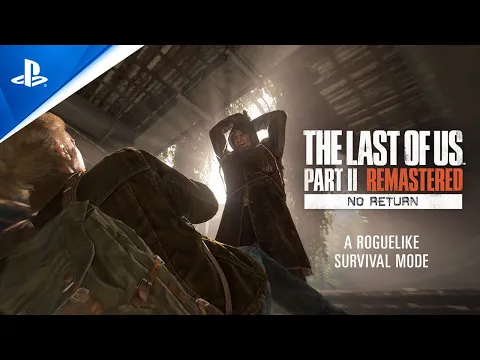 THE LAST OF US
PART II REMASTERED
NO RETURN
A ROGUELIKE
SURVIVAL MODE